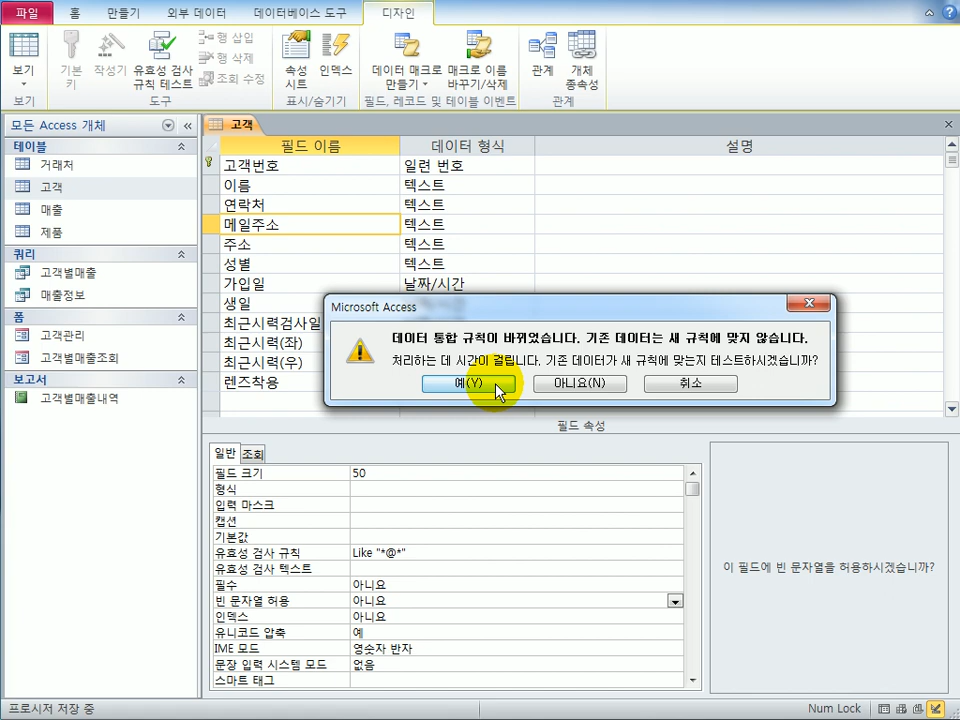 파일 홈 만들기 외부 데이터 데이터베이스 도구 디자인
보기
기본 키
작성기
유효성 검사 규칙 테스트
행 삽입
행 삭제
조회 수정
속성 시트
인덱스
데이터 매크로 만들기
매크로 이름 바꾸기/삭제
관계
개체 종속성
보기 도구 표시/숨기기 필드, 레코드 및 테이블 이벤트 관계
모든 Access 개체
테이블
거래처
고객
매출
제품
쿼리
고객별매출
매출정보
폼
고객관리
고객별매출조회
보고서
고객별매출내역
고객
필드 이름 데이터 형식 설명
고객번호 일련 번호
이름 텍스트
연락처 텍스트
메일주소 텍스트
주소 텍스트
성별 텍스트
가입일 날짜/시간
생일
최근시력검사일
최근시력(좌)
최근시력(우)
렌즈착용
Microsoft Access
데이터 통합 규칙이 바뀌었습니다. 기존 데이터는 새 규칙에 맞지 않습니다.
처리하는 데 시간이 걸립니다. 기존 데이터가 새 규칙에 맞는지 테스트하시겠습니까?
예(Y) 아니요(N) 취소
필드 속성
일반 조회
필드 크기 50
형식
입력 마스크
캡션
기본값
유효성 검사 규칙 Like "*@*"
유효성 검사 텍스트
필수 아니요
빈 문자열 허용 아니요
인덱스 아니요
유니코드 압축 예
IME 모드 영숫자 반자
문장 입력 시스템 모드 없음
스마트 태그
이 필드에 빈 문자열을 허용하시겠습니까?
프로시저 저장 중 Num Lock